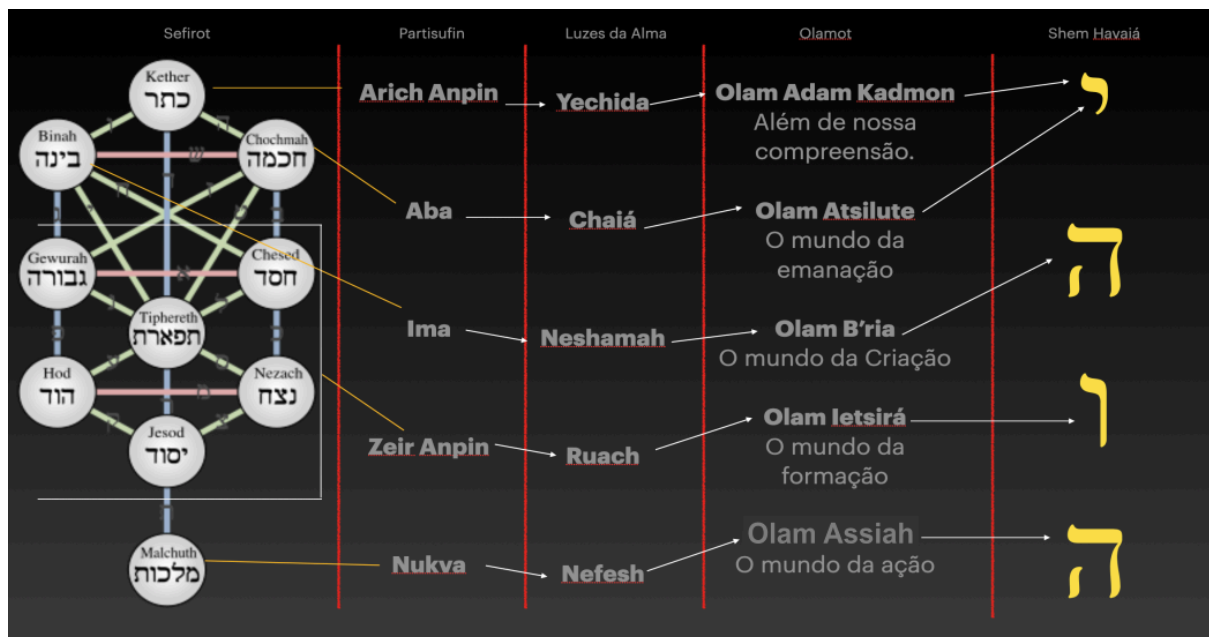 Sefirot
Partisufin
Luzes da Alma
Olamot
Shem Havaiá
Kether
כתר
Binah
בינה
Chochmah
חכמה
Gewurah
גבורה
Chesed
חסד
Tiphereth
תפארת
Hod
הוד
Nezach
נצח
Jesod
יסוד
Malchuth
מלכות
Arich Anpin
Aba
Ima
Zeir Anpin
Nukva
Yechida
Chaiá
Neshamah
Ruach
Nefesh
Olam Adam Kadmon
Além de nossa
compreensão.
Olam Atsilute
O mundo da
emanação
Olam B’ria
O mundo da Criação
Olam Ietsirá
O mundo da
formação
Olam Assiah
O mundo da ação
י
ה
ו
ה